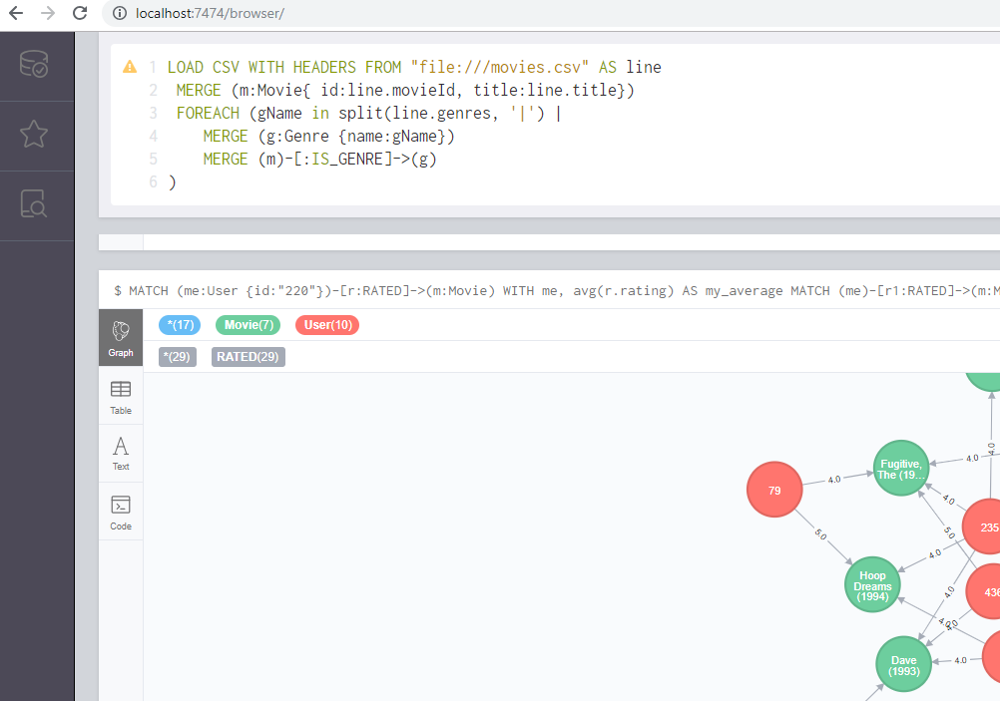 localhost:7474/browser/
1 LOAD CSV WITH HEADERS FROM "file:///movies.csv" AS line
2 MERGE (m:Movie{ id:line.movieId, title:line.title})
3 FOREACH (gName in split(line.genres, '|') |
4 MERGE (g:Genre {name:gName})
5 MERGE (m)-[:IS_GENRE]->(g)
6 )
$ MATCH (me:User {id:"220"})-[r:RATED]->(m:Movie) WITH me, avg(r.rating) AS my_average MATCH (me)-[r1:RATED]->(m:M
*(17) Movie(7) User(10)
*(29) RATED(29)
Graph
Table
A
Text
Code
4.0
Fugitive,
The (19...
4.0
79
4.0
4.0
235
5.0
5.0
4.0
Hoop
Dreams
(1994)
4.0
436
4.0
4.0
Dave
(1993)
4.0